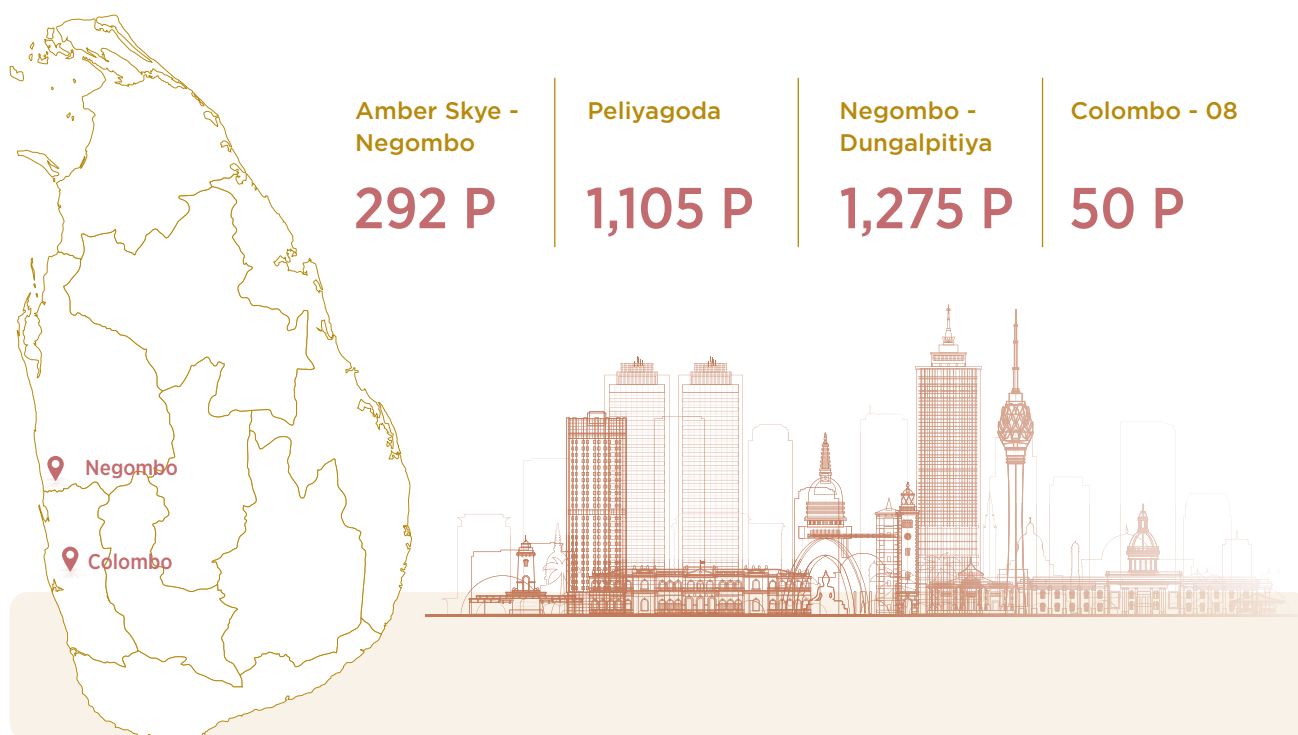 Amber Skye -
Negombo
292 P
Peliyagoda
1,105 P
Negombo -
Dungalpitiya
1,275 P
Colombo - 08
50 P
Negombo
Colombo